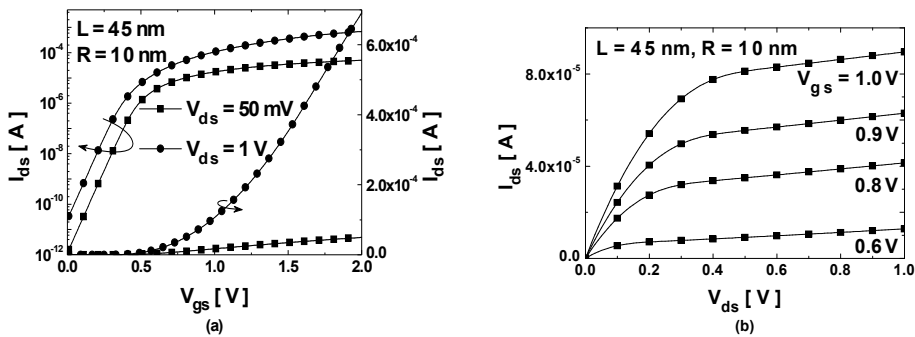 L = 45 nm
R = 10 nm
V_ds = 50 mV
V_ds = 1 V
I_ds [ A ]
10^-4
10^-6
10^-8
10^-10
10^-12
I_ds [ A ]
6.0x10^-4
4.0x10^-4
2.0x10^-4
0.0
0.0 0.5 1.0 1.5 2.0
V_gs [ V ]
(a)
L = 45 nm, R = 10 nm
V_gs = 1.0 V
0.9 V
0.8 V
0.6 V
I_ds [ A ]
8.0x10^-5
4.0x10^-5
0.0
0.0 0.2 0.4 0.6 0.8 1.0
V_ds [ V ]
(b)